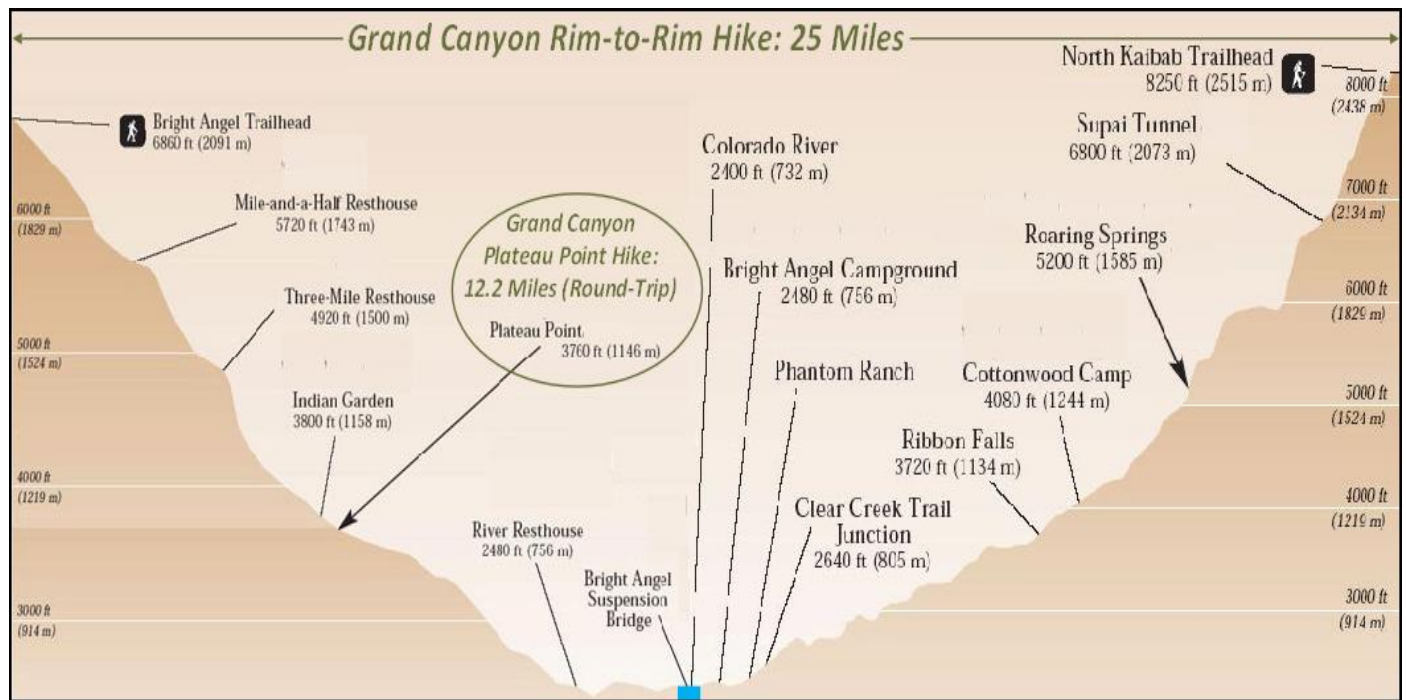 Grand Canyon Rim-to-Rim Hike: 25 Miles
North Kaibab Trailhead
8250 ft (2515 m)
8000 ft
(2438 m)
Bright Angel Trailhead
6860 ft (2091 m)
Supai Tunnel
6800 ft (2073 m)
Colorado River
2400 ft (732 m)
7000 ft
(2134 m)
Mile-and-a-Half Resthouse
5720 ft (1743 m)
6000 ft
(1829 m)
Grand Canyon
Plateau Point Hike:
12.2 Miles (Round-Trip)
Plateau Point
3760 ft (1146 m)
Roaring Springs
5200 ft (1585 m)
Bright Angel Campground
2480 ft (756 m)
Three-Mile Resthouse
4920 ft (1500 m)
6000 ft
(1829 m)
5000 ft
(1524 m)
Phantom Ranch
Cottonwood Camp
4080 ft (1244 m)
5000 ft
(1524 m)
Indian Garden
3800 ft (1158 m)
Ribbon Falls
3720 ft (1134 m)
4000 ft
(1219 m)
4000 ft
(1219 m)
Clear Creek Trail
Junction
2640 ft (805 m)
River Resthouse
2480 ft (756 m)
Bright Angel
Suspension
Bridge
3000 ft
(914 m)
3000 ft
(914 m)